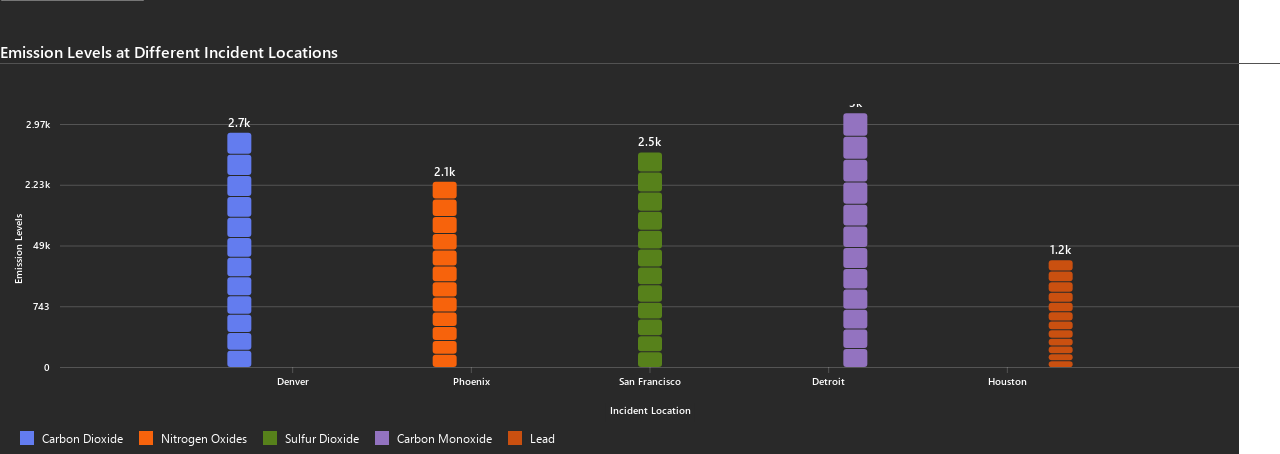 Emission Levels at Different Incident Locations
3k
2.7k
2.97k
2.5k
2.1k
2.23k
49k
1.2k
Emission Levels
743
0
Denver
Phoenix
San Francisco
Detroit
Houston
Incident Location
Carbon Dioxide
Nitrogen Oxides
Sulfur Dioxide
Carbon Monoxide
Lead